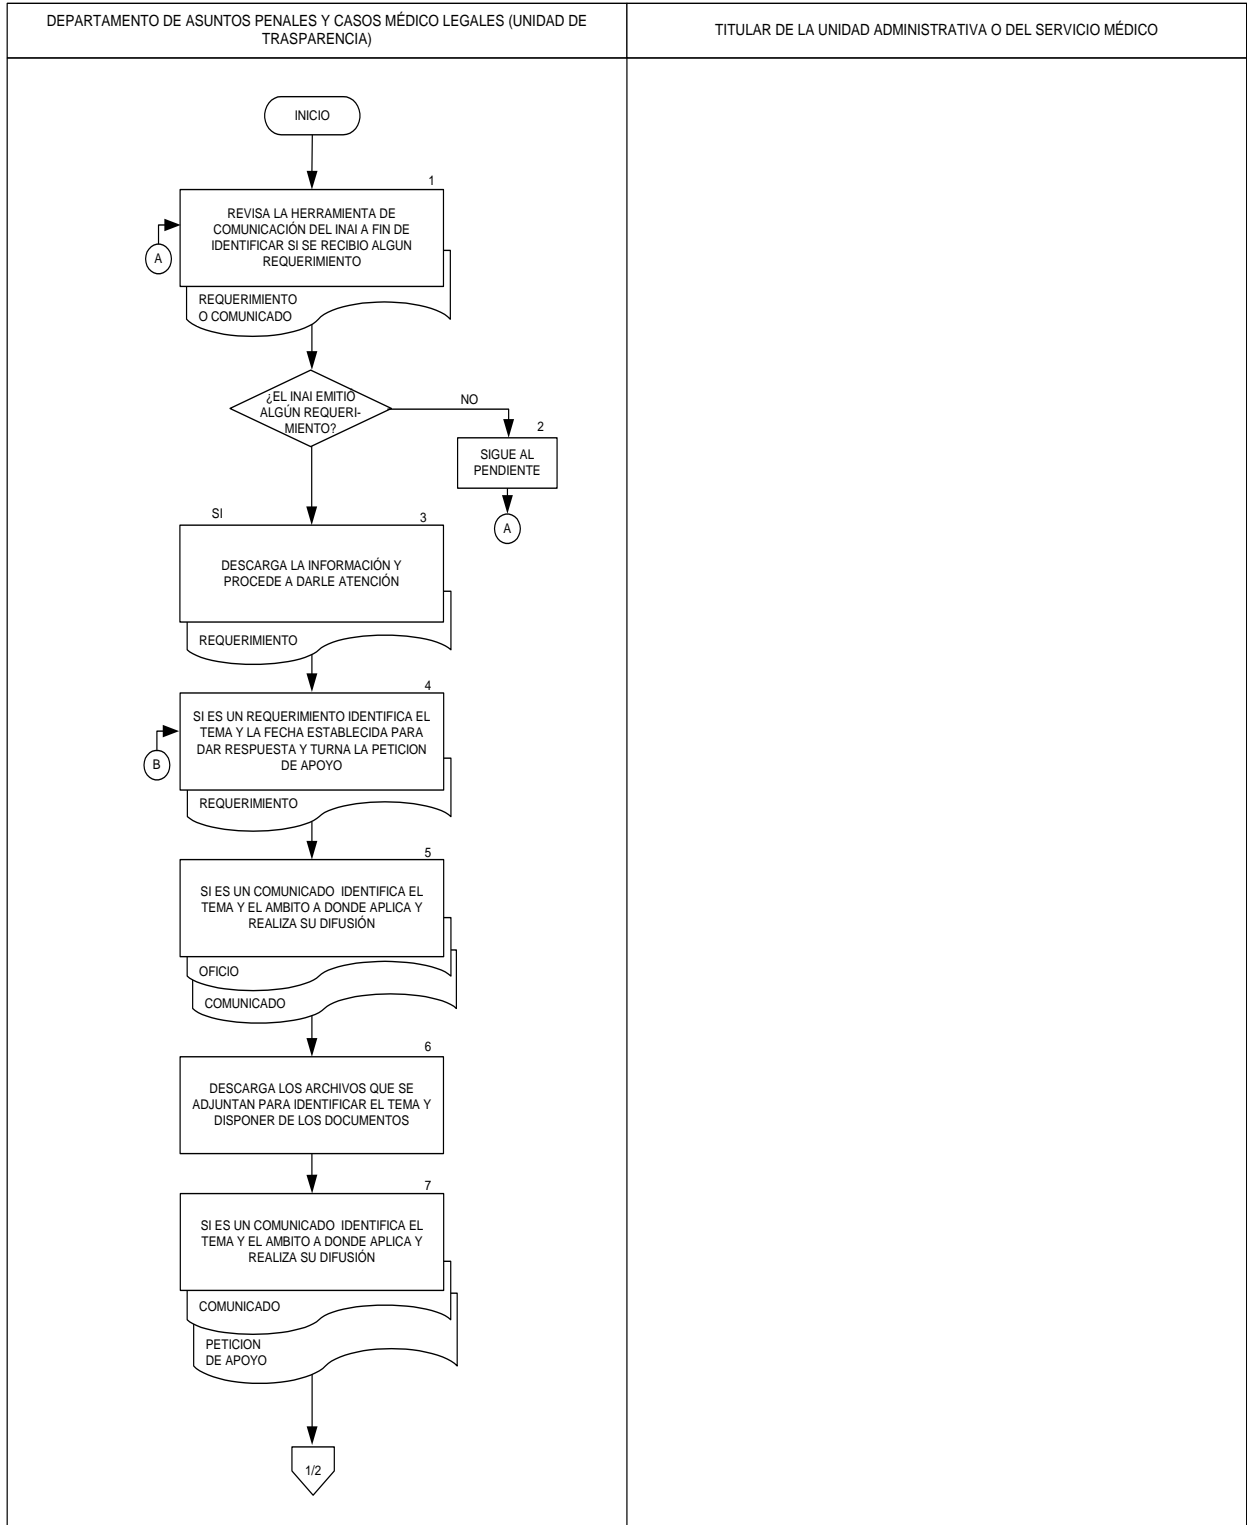 DEPARTAMENTO DE ASUNTOS PENALES Y CASOS MÉDICO LEGALES (UNIDAD DE
TRASPARENCIA)
TITULAR DE LA UNIDAD ADMINISTRATIVA O DEL SERVICIO MÉDICO
INICIO
1
REVISA LA HERRAMIENTA DE
COMUNICACIÓN DEL INAI A FIN DE
IDENTIFICAR SI SE RECIBIO ALGUN
REQUERIMIENTO
A
REQUERIMIENTO
O COMUNICADO
¿EL INAI EMITIO
ALGÚN REQUERI-
MIENTO?
NO
2
SIGUE AL
PENDIENTE
A
SI
3
DESCARGA LA INFORMACIÓN Y
PROCEDE A DARLE ATENCIÓN
REQUERIMIENTO
4
SI ES UN REQUERIMIENTO IDENTIFICA EL
TEMA Y LA FECHA ESTABLECIDA PARA
DAR RESPUESTA Y TURNA LA PETICION
DE APOYO
B
REQUERIMIENTO
5
SI ES UN COMUNICADO IDENTIFICA EL
TEMA Y EL AMBITO A DONDE APLICA Y
REALIZA SU DIFUSIÓN
OFICIO
COMUNICADO
6
DESCARGA LOS ARCHIVOS QUE SE
ADJUNTAN PARA IDENTIFICAR EL TEMA Y
DISPONER DE LOS DOCUMENTOS
7
SI ES UN COMUNICADO IDENTIFICA EL
TEMA Y EL AMBITO A DONDE APLICA Y
REALIZA SU DIFUSIÓN
COMUNICADO
PETICION
DE APOYO
1/2